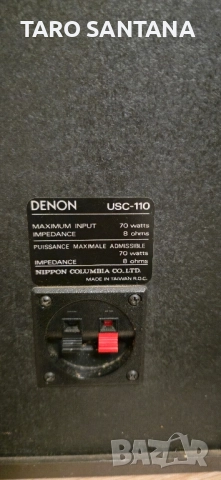 TARO SANTANA
DENON USC-110
MAXIMUM INPUT 70 watts
IMPEDANCE 8 ohms
PUISSANCE MAXIMALE ADMISSIBLE
70 watts
IMPEDANCE 8 ohms
NIPPON COLUMBIA CO., LTD.
MADE IN TAIWAN R.O.C.
bazar.bg